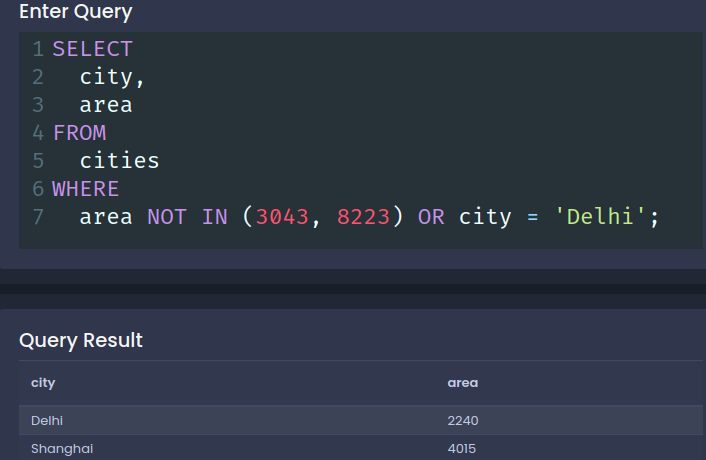 Enter Query
1 SELECT
2 city,
3 area
4 FROM
5 cities
6 WHERE
7 area NOT IN (3043, 8223) OR city = 'Delhi';
Query Result
city area
Delhi 2240
Shanghai 4015